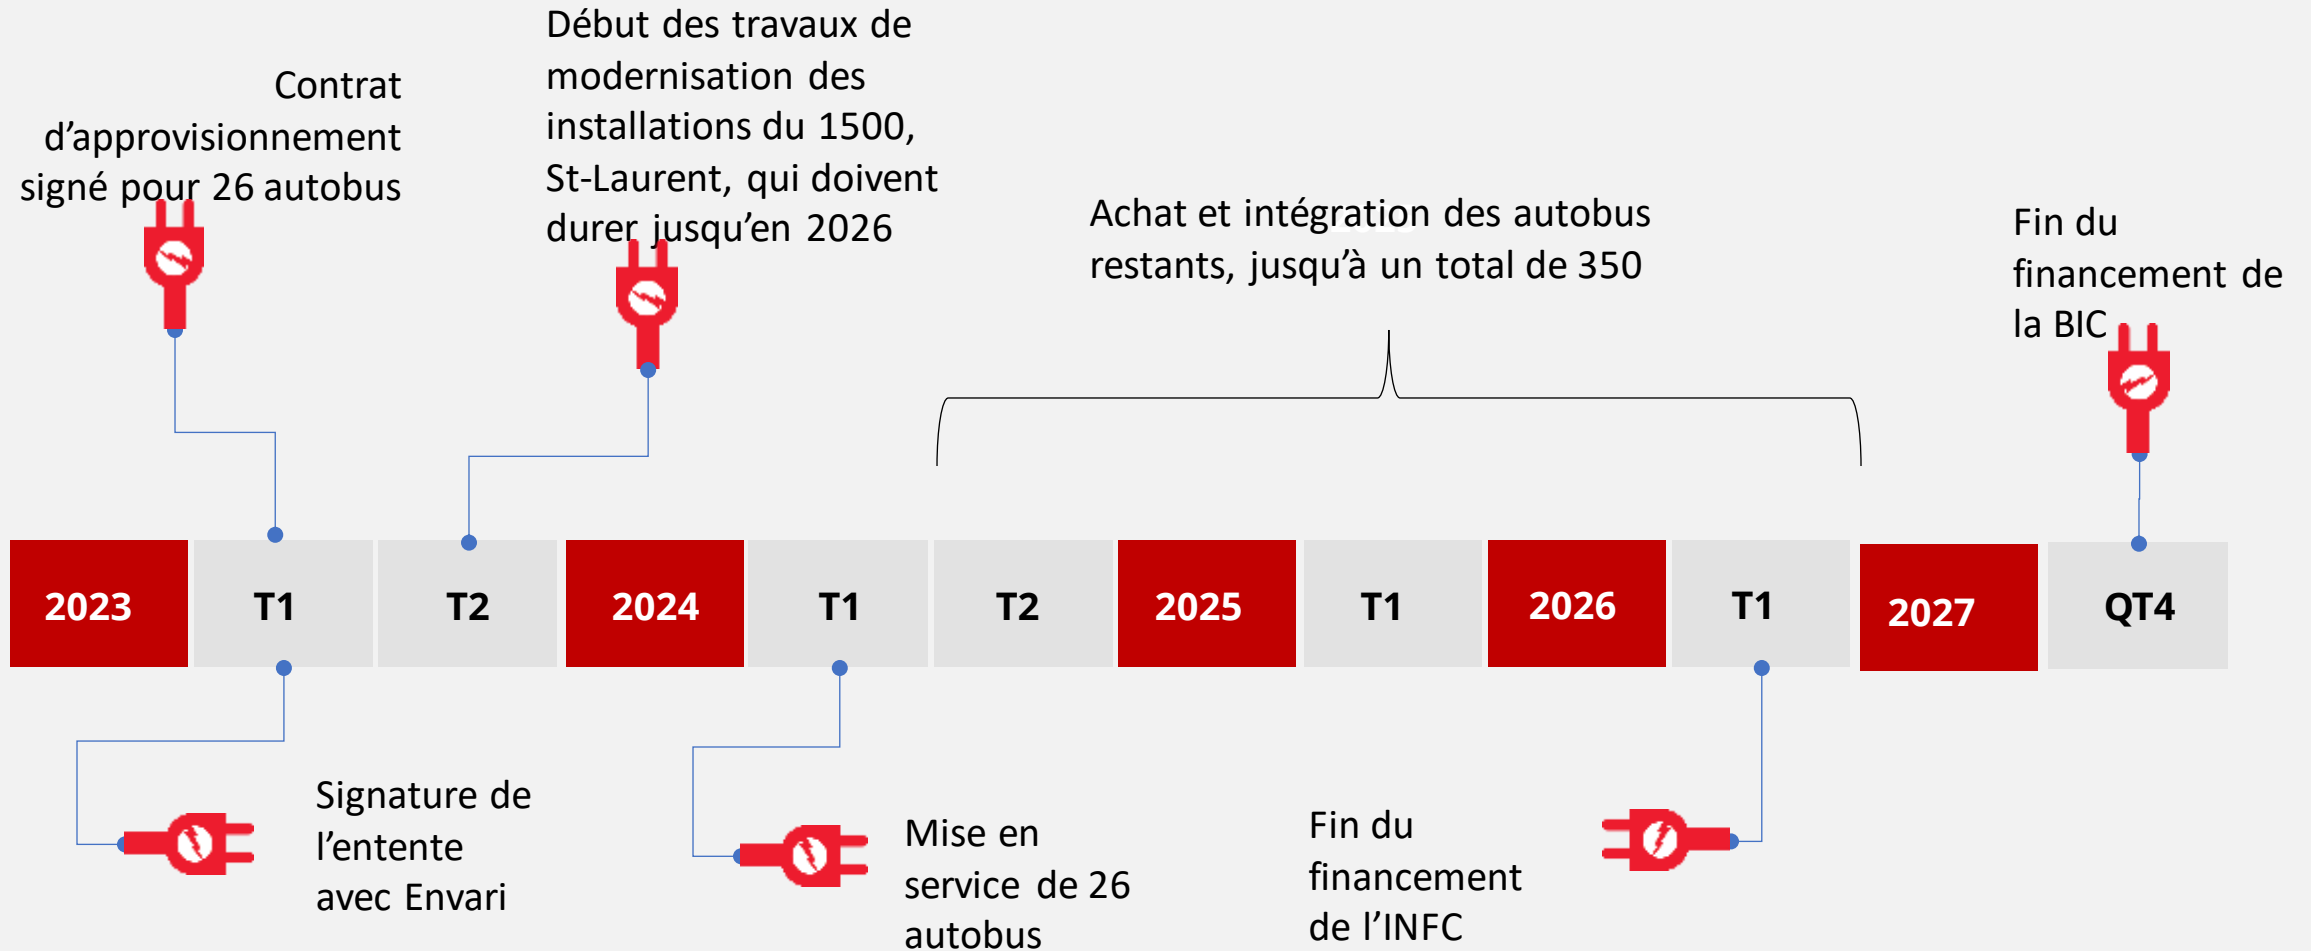 Contrat
d’approvisionnement
signé pour 26 autobus
Début des travaux de
modernisation des
installations du 1500,
St-Laurent, qui doivent
durer jusqu’en 2026
Achat et intégration des autobus
restants, jusqu’à un total de 350
Fin du
financement de
la BIC
2023 T1 T2 2024 T1 T2 2025 T1 2026 T1 2027 QT4
Signature de
l’entente
avec Envari
Mise en
service de 26
autobus
Fin du
financement
de l’INFC